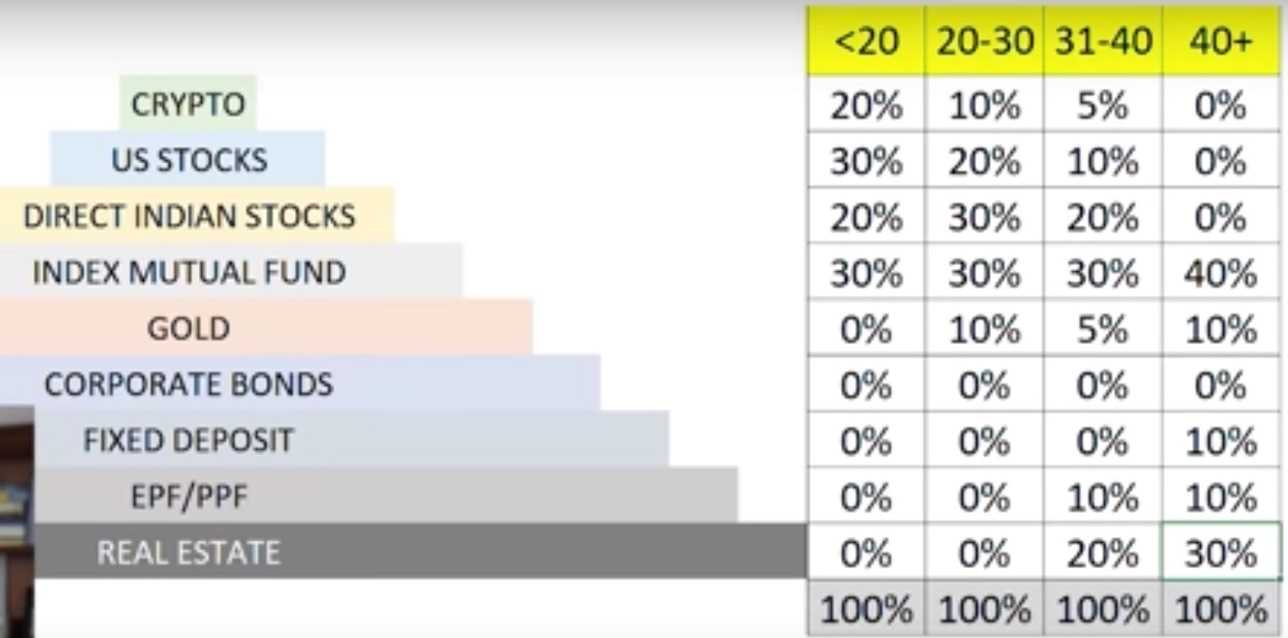 <20 20-30 31-40 40+
CRYPTO 20% 10% 5% 0%
US STOCKS 30% 20% 10% 0%
DIRECT INDIAN STOCKS 20% 30% 20% 0%
INDEX MUTUAL FUND 30% 30% 30% 40%
GOLD 0% 10% 5% 10%
CORPORATE BONDS 0% 0% 0% 0%
FIXED DEPOSIT 0% 0% 0% 10%
EPF/PPF 0% 0% 10% 10%
REAL ESTATE 0% 0% 20% 30%
100% 100% 100% 100%